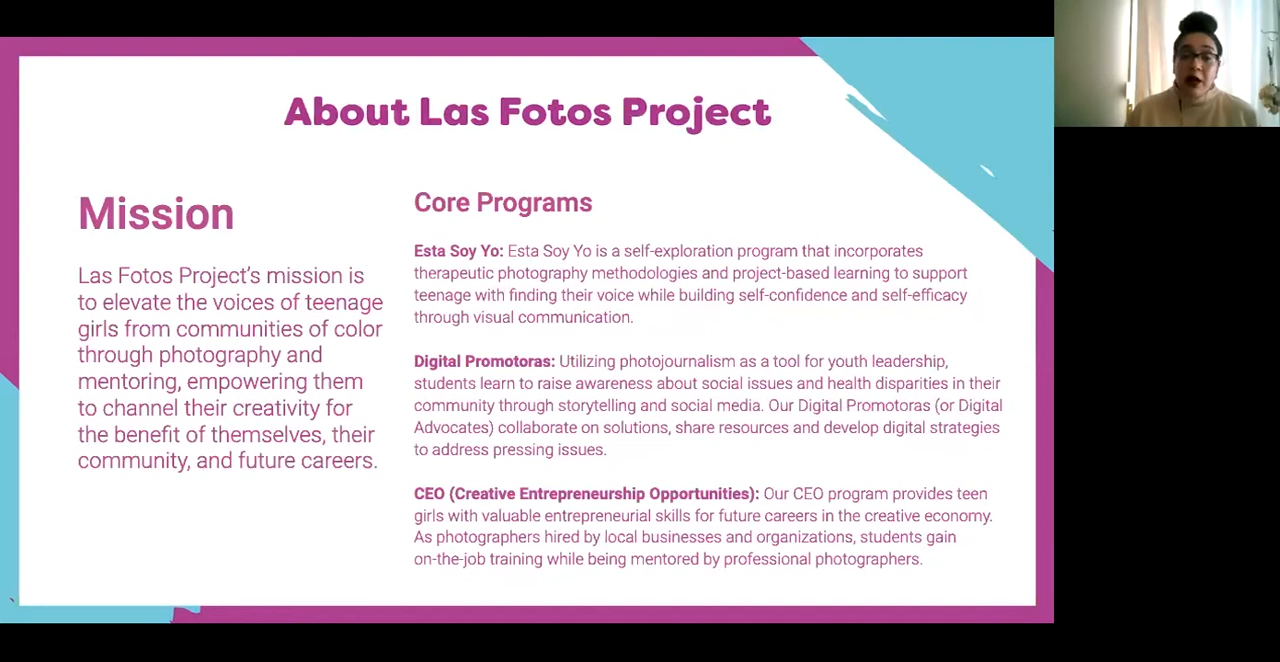 About Las Fotos Project
Mission
Las Fotos Project's mission is
to elevate the voices of teenage
girls from communities of color
through photography and
mentoring, empowering them
to channel their creativity for
the benefit of themselves, their
community, and future careers.
Core Programs
Esta Soy Yo: Esta Soy Yo is a self-exploration program that incorporates
therapeutic photography methodologies and project-based learning to support
teenage with finding their voice while building self-confidence and self-efficacy
through visual communication.
Digital Promotoras: Utilizing photojournalism as a tool for youth leadership,
students learn to raise awareness about social issues and health disparities in their
community through storytelling and social media. Our Digital Promotoras (or Digital
Advocates) collaborate on solutions, share resources and develop digital strategies
to address pressing issues.
CEO (Creative Entrepreneurship Opportunities): Our CEO program provides teen
girls with valuable entrepreneurial skills for future careers in the creative economy.
As photographers hired by local businesses and organizations, students gain
on-the-job training while being mentored by professional photographers.